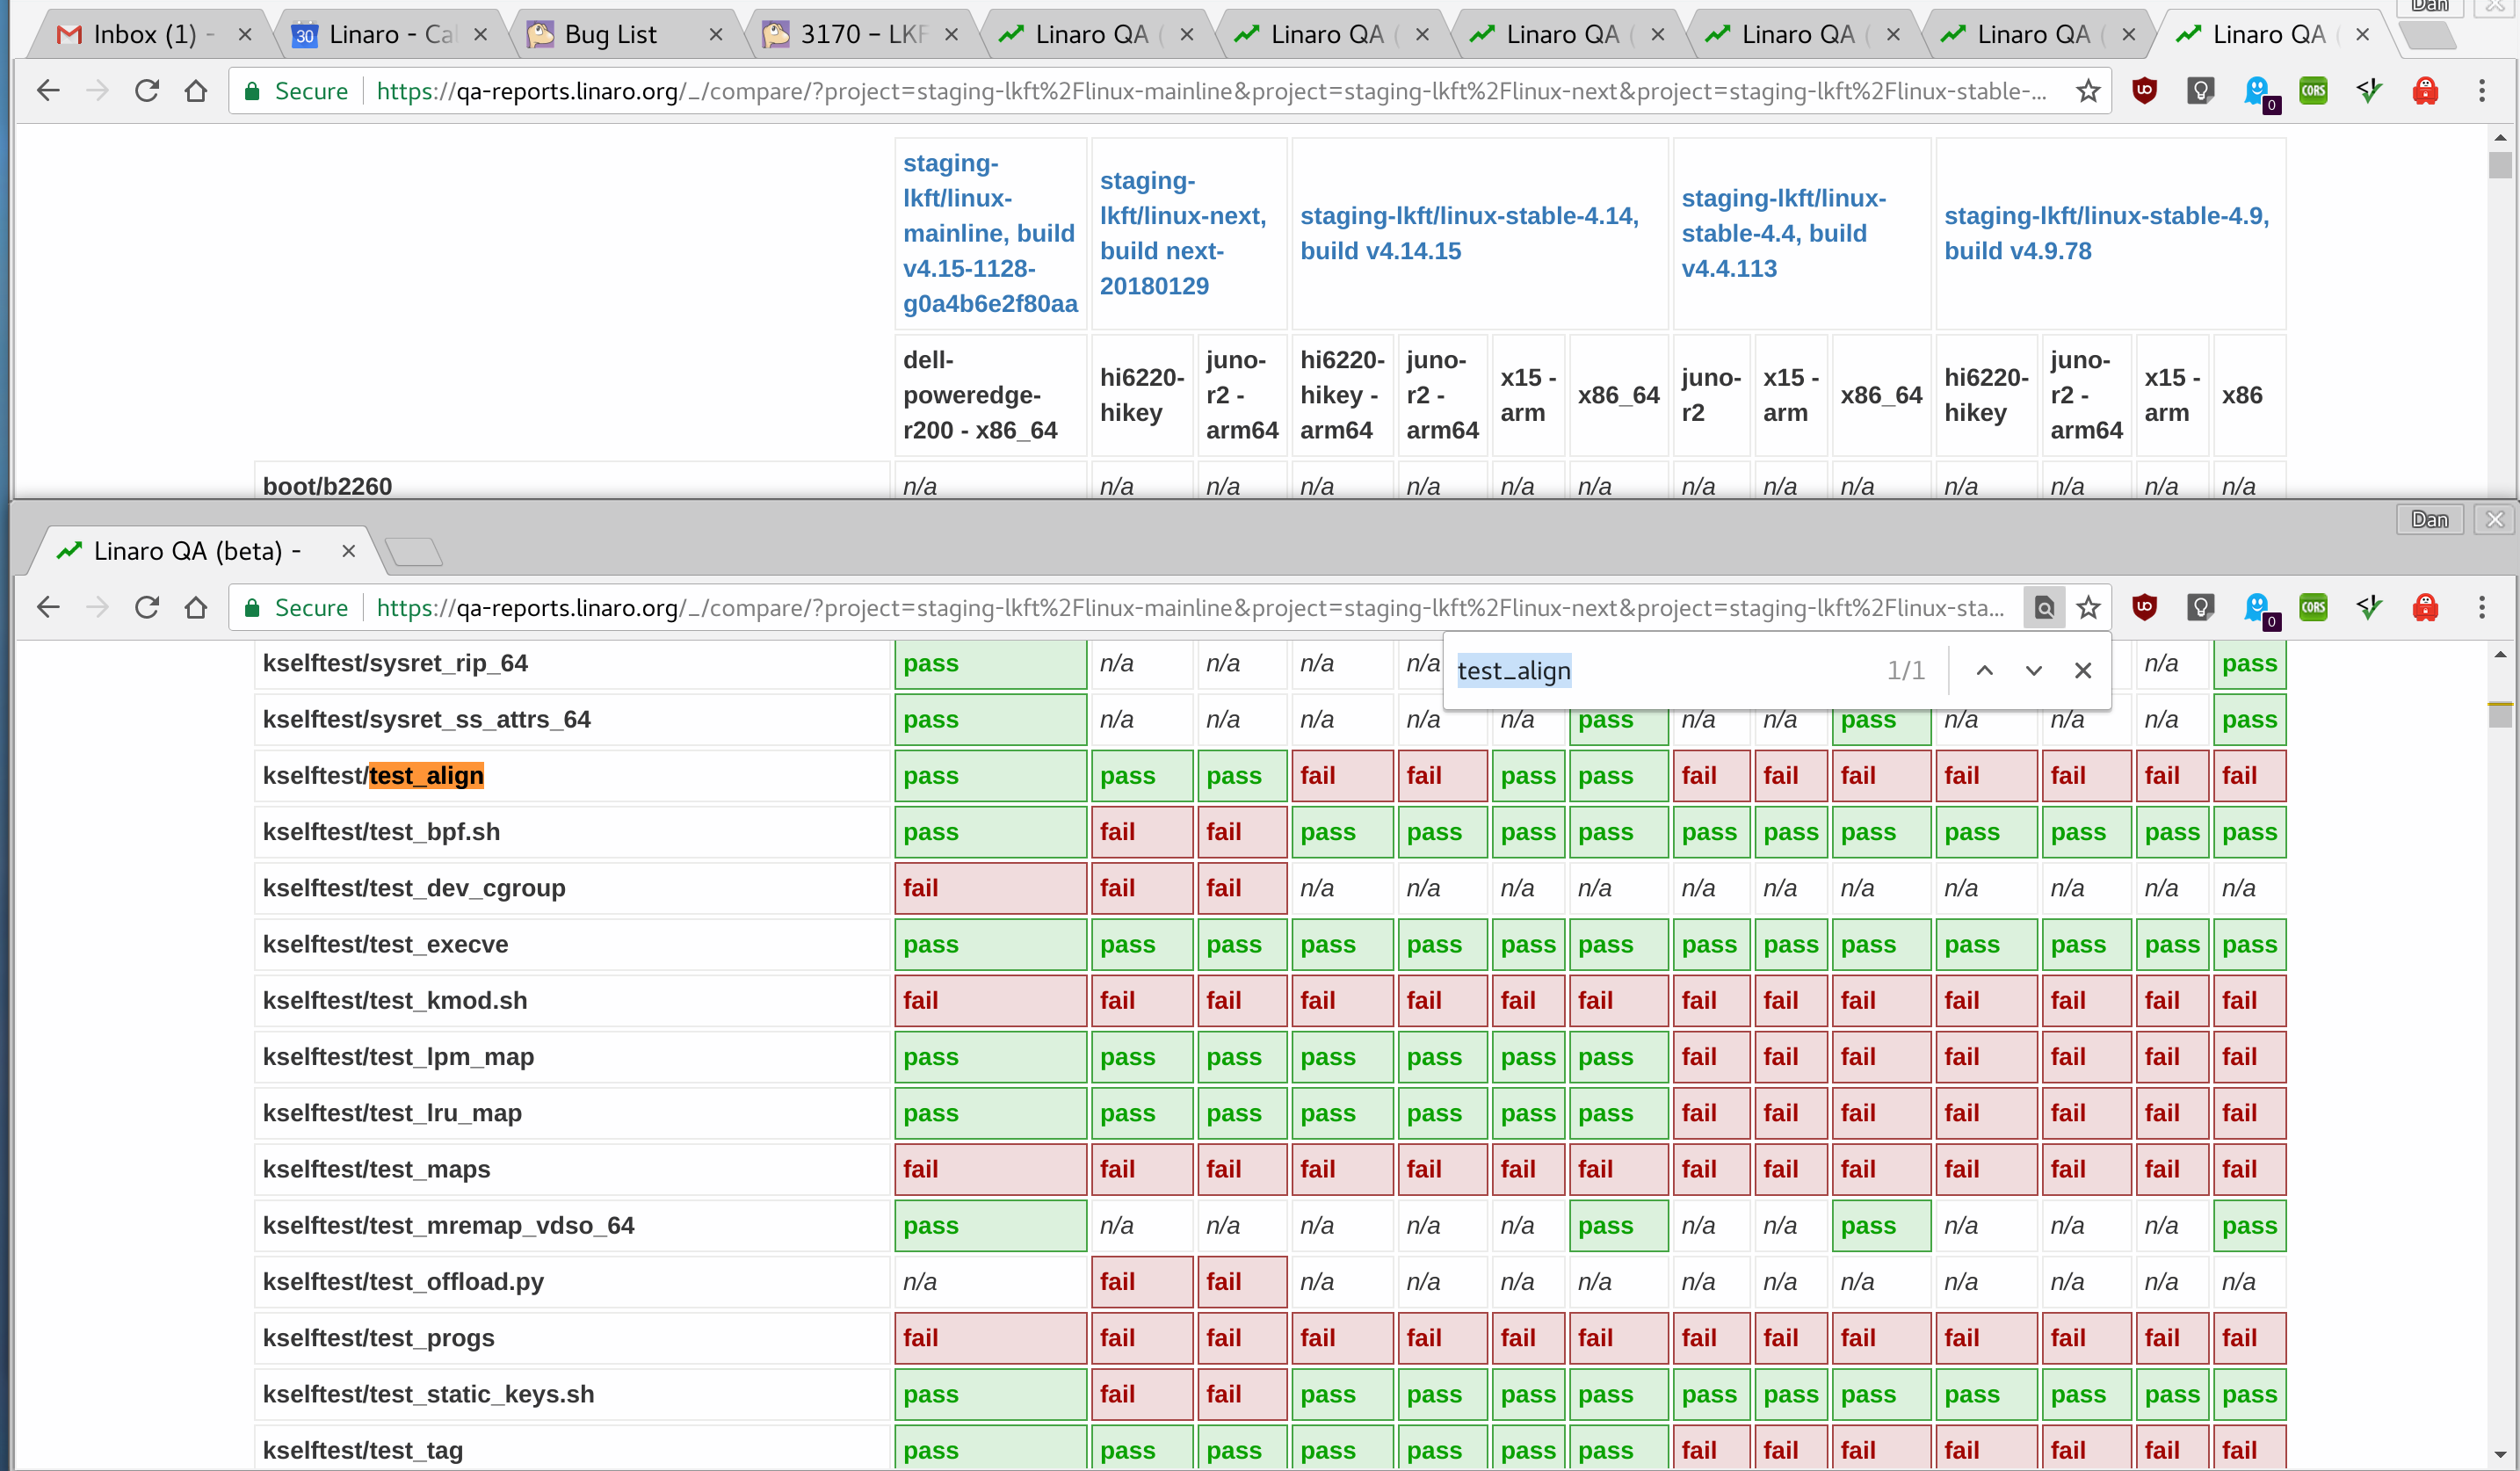 Dan
Inbox (1) -
30
Linaro - Cal
Bug List
3170 – LKF
Linaro QA (
Linaro QA (
Linaro QA (
Linaro QA (
Linaro QA (
Linaro QA (
Secure https://qa-reports.linaro.org/_/compare/?project=staging-lkft%2Flinux-mainline&project=staging-lkft%2Flinux-next&project=staging-lkft%2Flinux-stable-...
0
CORS
staging-
lkft/linux-
mainline, build
v4.15-1128-
g0a4b6e2f80aa
staging-
lkft/linux-next,
build next-
20180129
staging-lkft/linux-stable-4.14,
build v4.14.15
staging-lkft/linux-
stable-4.4, build
v4.4.113
staging-lkft/linux-stable-4.9,
build v4.9.78
dell-
poweredge-
r200 - x86_64
hi6220-
hikey
juno-
r2 -
arm64
hi6220-
hikey -
arm64
juno-
r2 -
arm64
x15 -
arm
x86_64
juno-
r2
x15 -
arm
x86_64
hi6220-
hikey
juno-
r2 -
arm64
x15 -
arm
x86
boot/b2260 n/a n/a n/a n/a n/a n/a n/a n/a n/a n/a n/a n/a n/a n/a
Dan
Linaro QA (beta) -
Secure https://qa-reports.linaro.org/_/compare/?project=staging-lkft%2Flinux-mainline&project=staging-lkft%2Flinux-next&project=staging-lkft%2Flinux-sta...
0
CORS
test_align 1/1
kselftest/sysret_rip_64 pass n/a n/a n/a n/a n/a pass
kselftest/sysret_ss_attrs_64 pass n/a n/a n/a n/a n/a pass n/a n/a pass n/a n/a n/a pass
kselftest/test_align pass pass pass fail fail pass pass fail fail fail fail fail fail fail
kselftest/test_bpf.sh pass fail fail pass pass pass pass pass pass pass pass pass pass pass
kselftest/test_dev_cgroup fail fail fail n/a n/a n/a n/a n/a n/a n/a n/a n/a n/a n/a
kselftest/test_execve pass pass pass pass pass pass pass pass pass pass pass pass pass pass
kselftest/test_kmod.sh fail fail fail fail fail fail fail fail fail fail fail fail fail fail
kselftest/test_lpm_map pass pass pass pass pass pass pass fail fail fail fail fail fail fail
kselftest/test_lru_map pass pass pass pass pass pass pass fail fail fail fail fail fail fail
kselftest/test_maps fail fail fail fail fail fail fail fail fail fail fail fail fail fail
kselftest/test_mremap_vdso_64 pass n/a n/a n/a n/a n/a pass n/a n/a pass n/a n/a n/a pass
kselftest/test_offload.py n/a fail fail n/a n/a n/a n/a n/a n/a n/a n/a n/a n/a n/a
kselftest/test_progs fail fail fail fail fail fail fail fail fail fail fail fail fail fail
kselftest/test_static_keys.sh pass fail fail pass pass pass pass pass pass pass pass pass pass pass
kselftest/test_tag pass pass pass pass pass pass pass fail fail fail fail fail fail fail